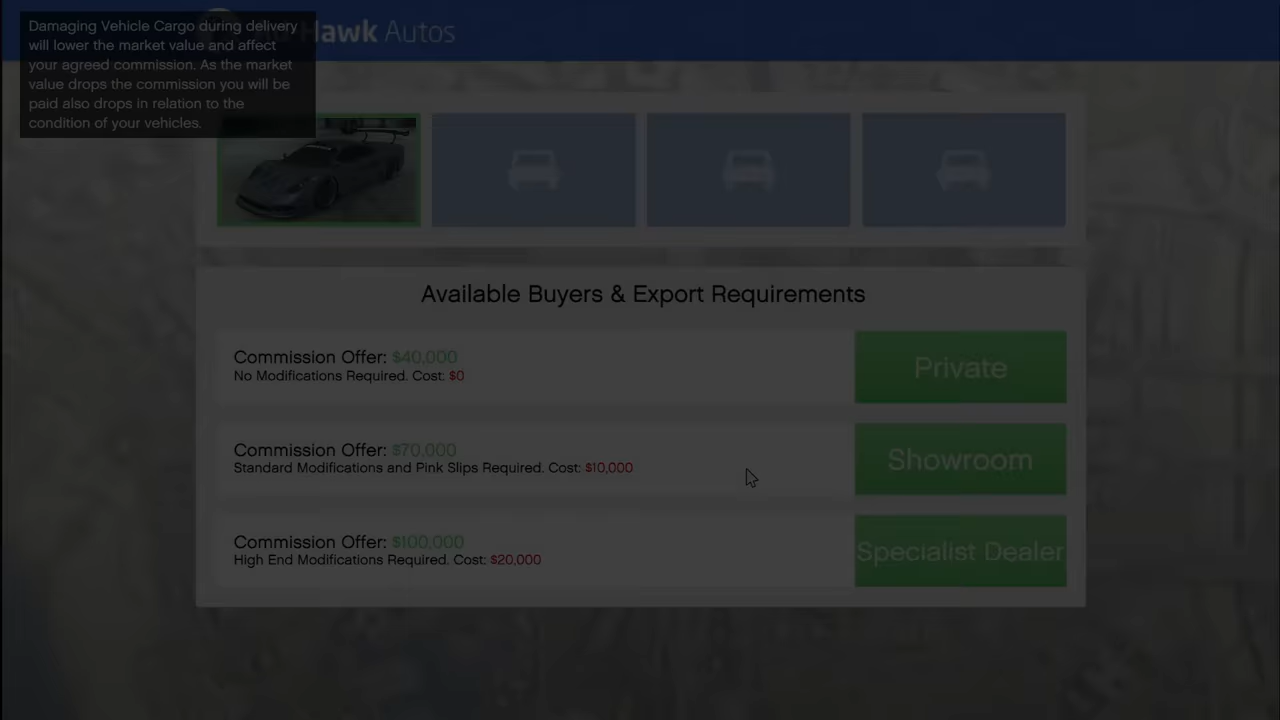 Damaging Vehicle Cargo during delivery
will lower the market value and affect
your agreed commission. As the market
value drops the commission you will be
paid also drops in relation to the
condition of your vehicles.
Hawk Autos
Available Buyers & Export Requirements
Commission Offer: $40,000
No Modifications Required. Cost: $0
Private
Commission Offer: $70,000
Standard Modifications and Pink Slips Required. Cost: $10,000
Showroom
Commission Offer: $100,000
High End Modifications Required. Cost: $20,000
Specialist Dealer